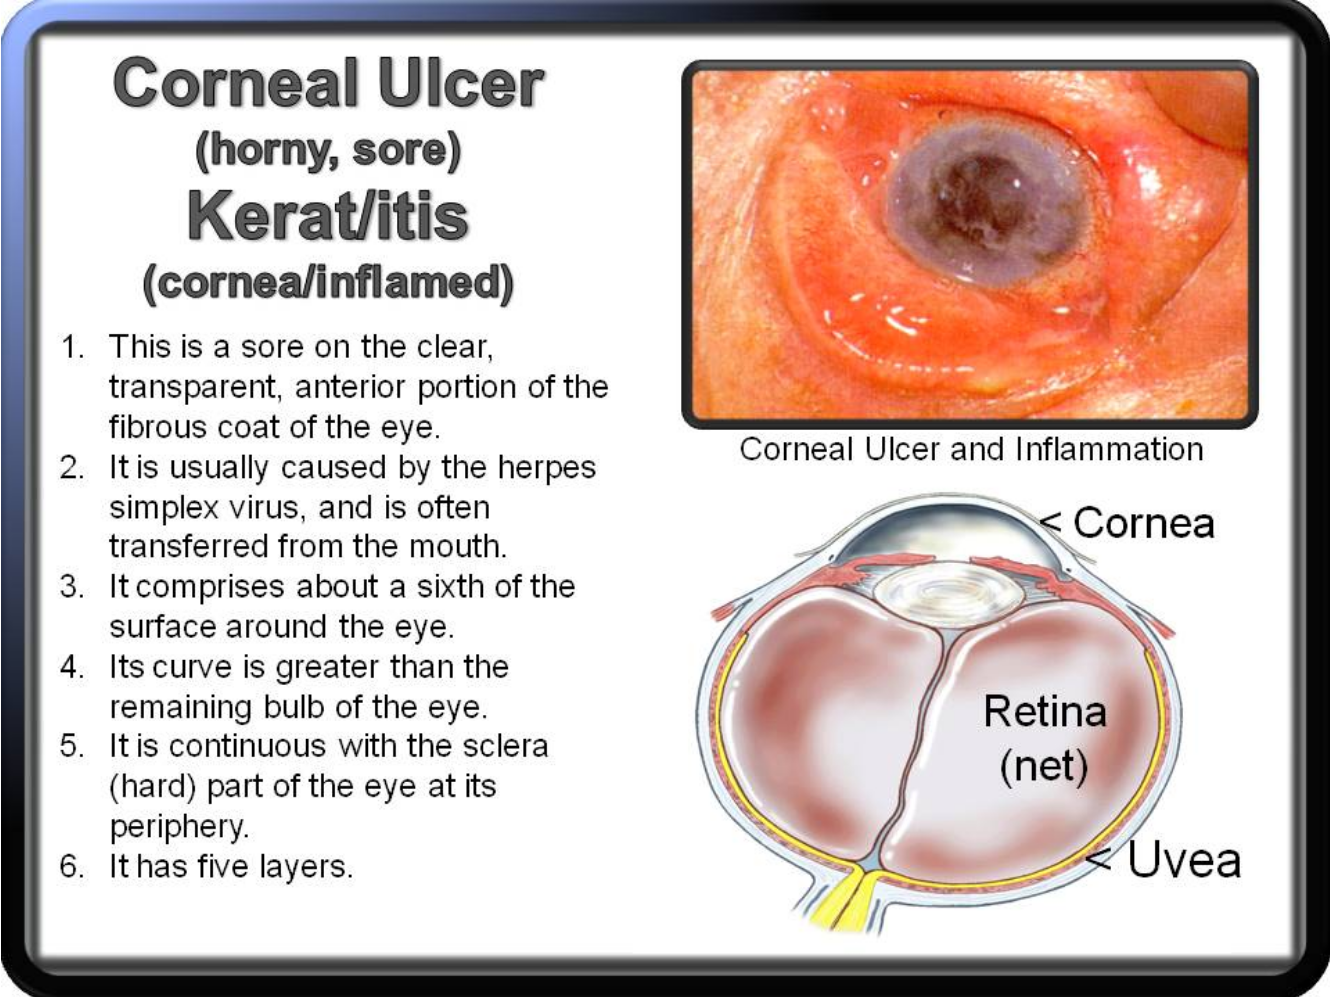 Corneal Ulcer
(horny, sore)
Kerat/itis
(cornea/inflamed)
1. This is a sore on the clear,
transparent, anterior portion of the
fibrous coat of the eye.
2. It is usually caused by the herpes
simplex virus, and is often
transferred from the mouth.
3. It comprises about a sixth of the
surface around the eye.
4. Its curve is greater than the
remaining bulb of the eye.
5. It is continuous with the sclera
(hard) part of the eye at its
periphery.
6. It has five layers.
Corneal Ulcer and Inflammation
< Cornea
Retina
(net)
< Uvea